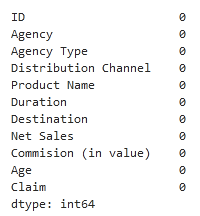 ID 0
Agency 0
Agency Type 0
Distribution Channel 0
Product Name 0
Duration 0
Destination 0
Net Sales 0
Commision (in value) 0
Age 0
Claim 0
dtype: int64